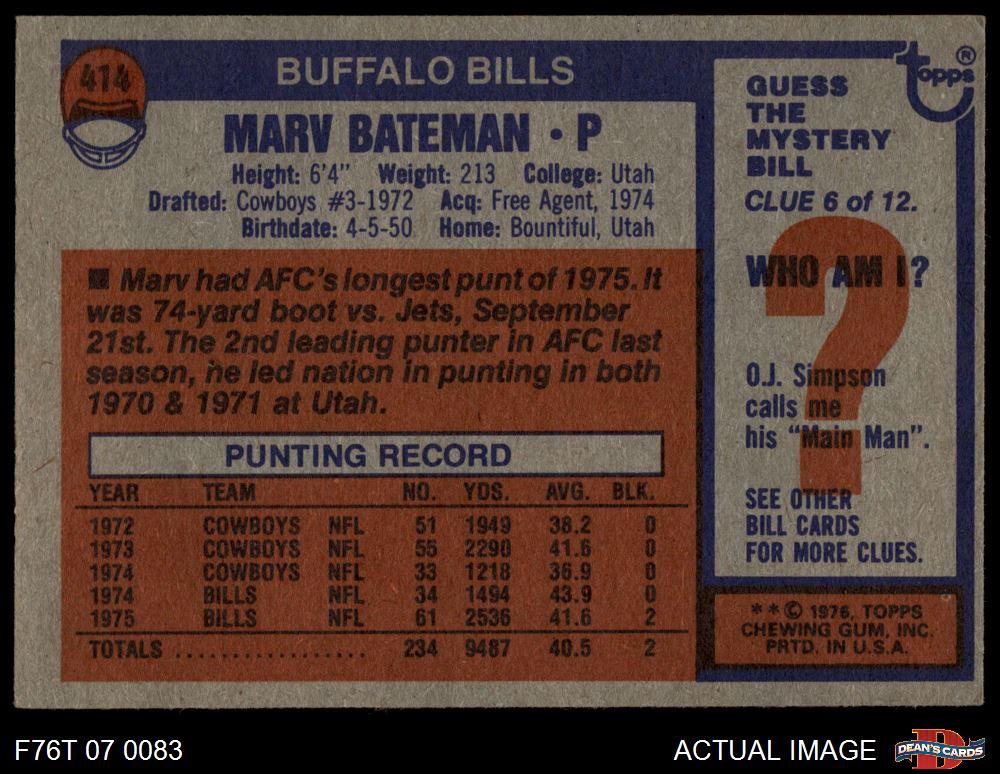 414
BUFFALO BILLS
MARV BATEMAN • P
Height: 6'4" Weight: 213 College: Utah
Drafted: Cowboys #3-1972 Acq: Free Agent, 1974
Birthdate: 4-5-50 Home: Bountiful, Utah
■ Marv had AFC's longest punt of 1975. It
was 74-yard boot vs. Jets, September
21st. The 2nd leading punter in AFC last
season, he led nation in punting in both
1970 & 1971 at Utah.
PUNTING RECORD
YEAR TEAM NO. YDS. AVG. BLK.
1972 COWBOYS NFL 51 1949 38.2 0
1973 COWBOYS NFL 55 2290 41.6 0
1974 COWBOYS NFL 33 1218 36.9 0
1974 BILLS NFL 34 1494 43.9 0
1975 BILLS NFL 61 2536 41.6 2
TOTALS .................. 234 9487 40.5 2
topps ®
GUESS
THE
MYSTERY
BILL
CLUE 6 of 12.
?
WHO AM I?
O.J. Simpson
calls me
his "Main Man".
SEE OTHER
BILL CARDS
FOR MORE CLUES.
* * © 1976, TOPPS
CHEWING GUM, INC.
PRTD. IN U.S.A.
F76T 07 0083
ACTUAL IMAGE
D
DEAN'S CARDS